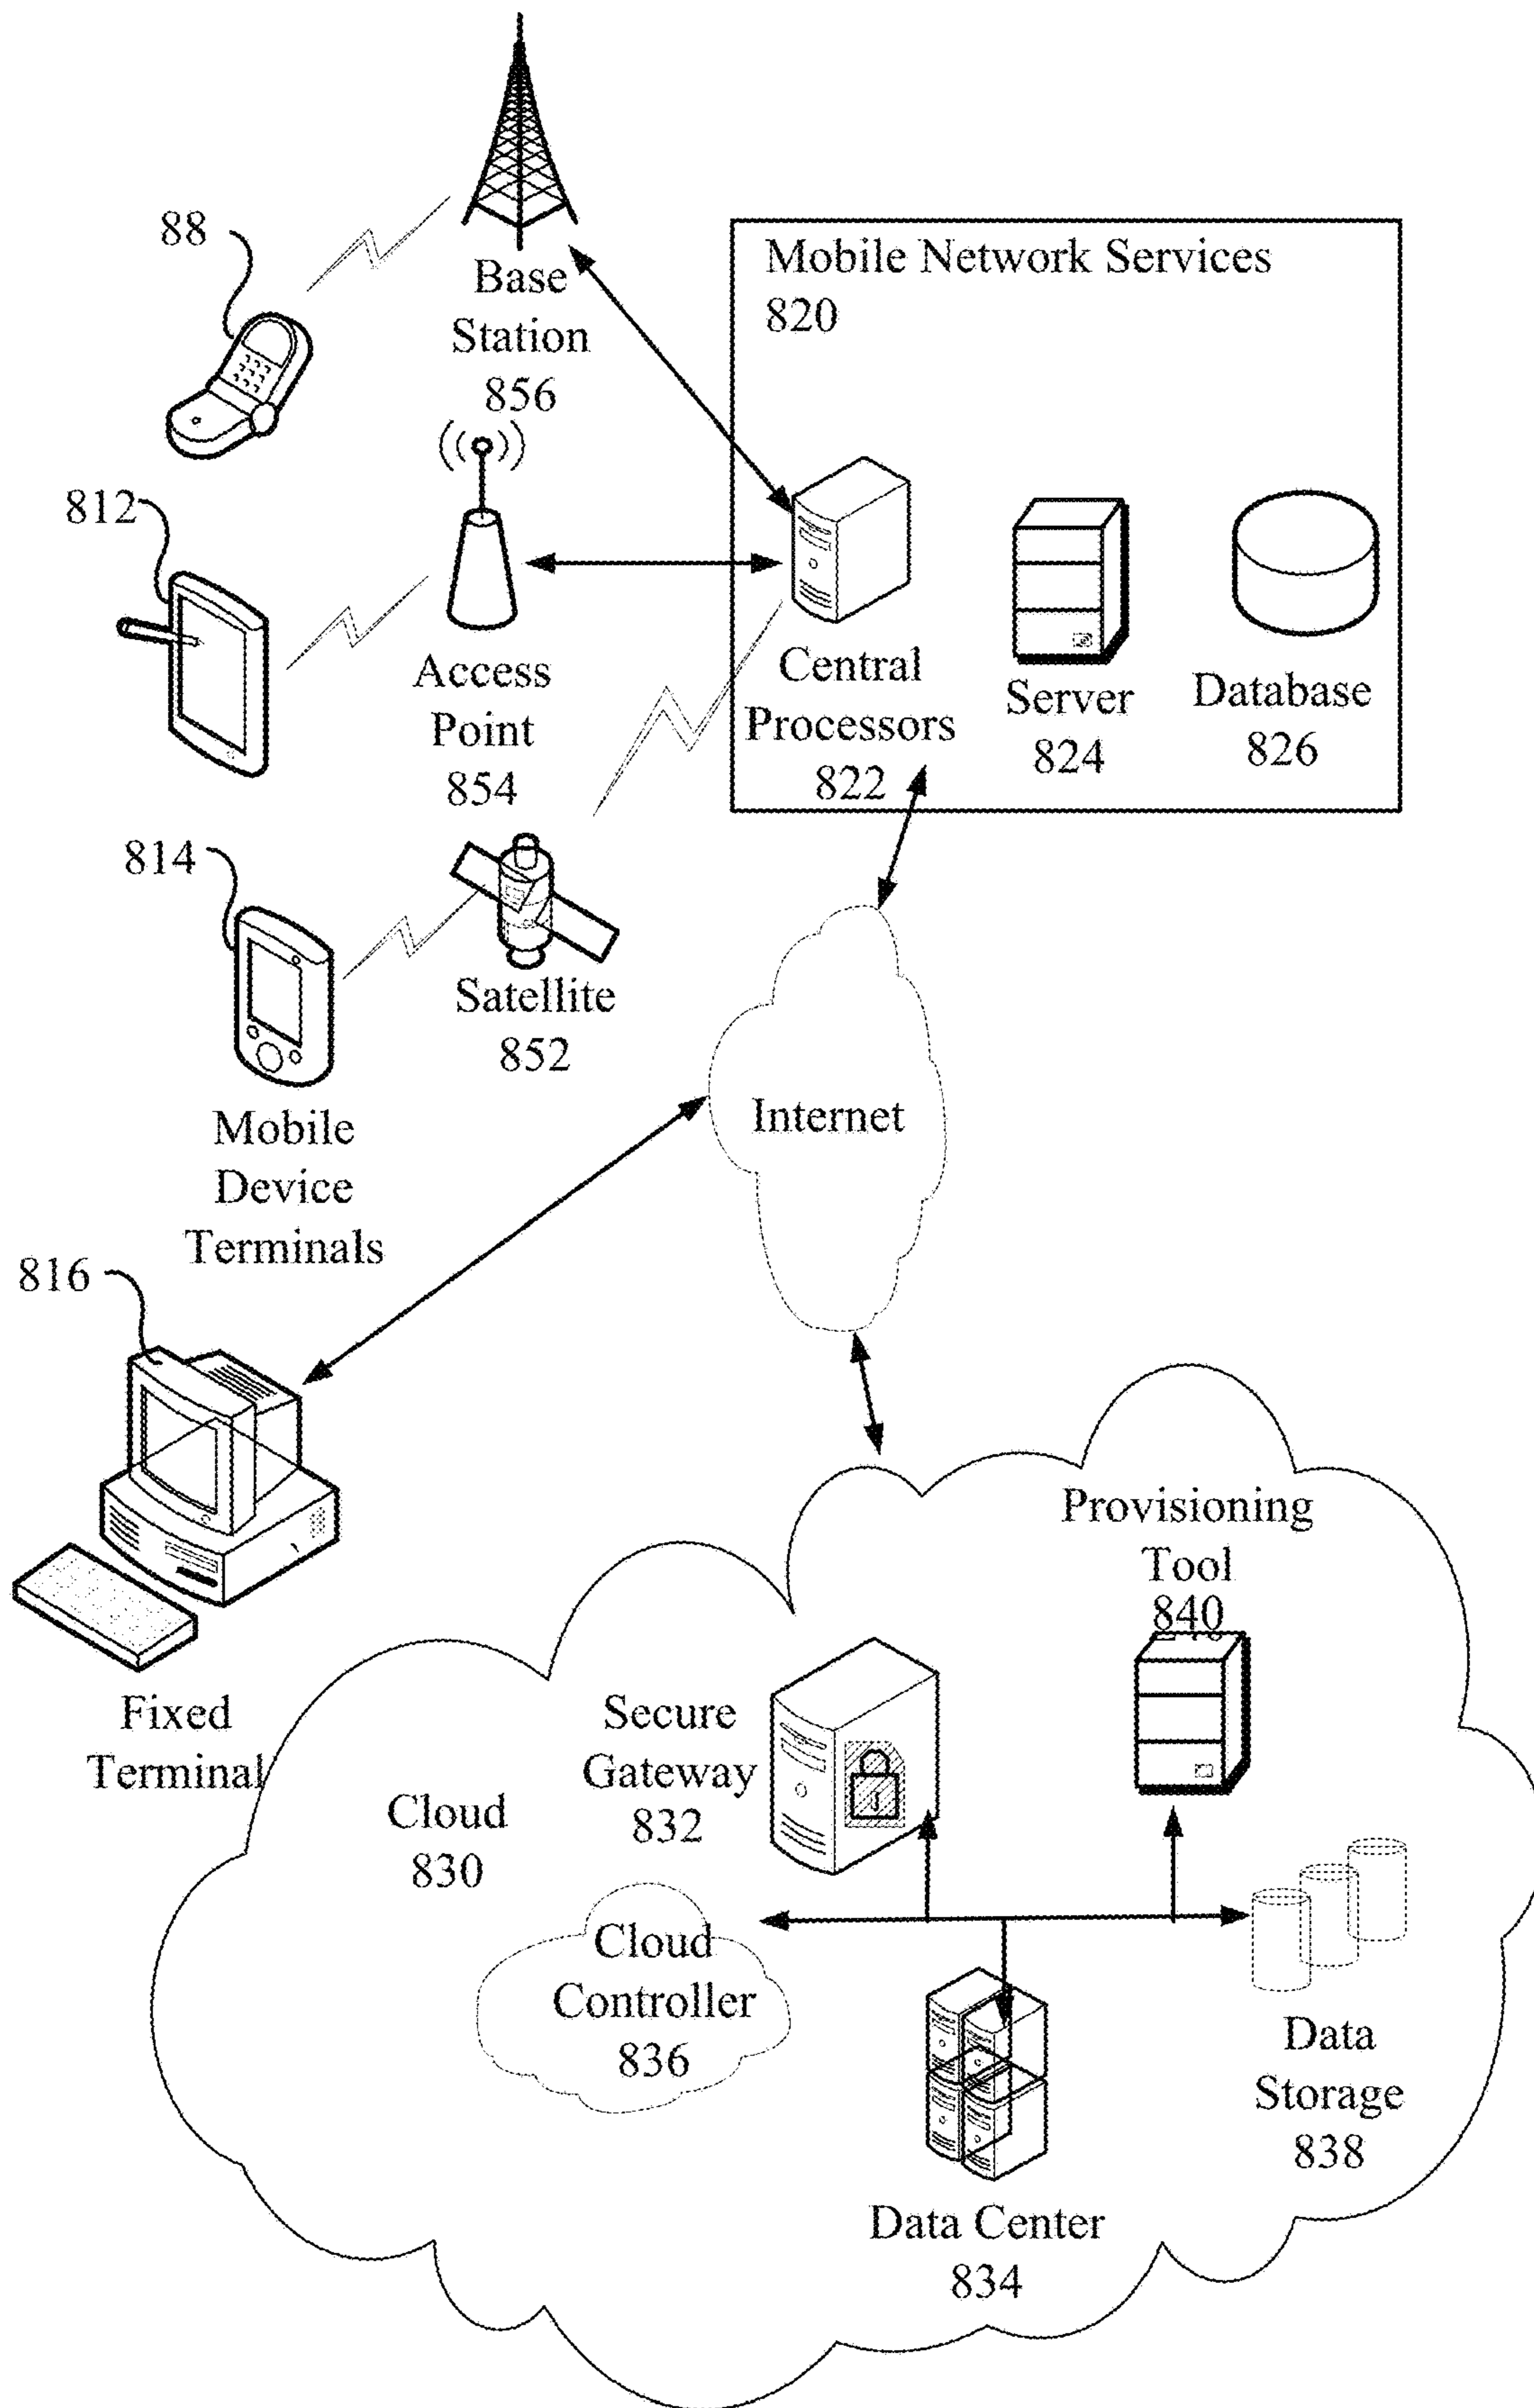 88
Base
Station
856
Mobile Network Services
820
812
Access
Point
854
Central
Processors
822
Server
824
Database
826
814
Satellite
852
Mobile
Device
Terminals
Internet
816
Fixed
Terminal
Provisioning
Tool
840
Secure
Gateway
832
Cloud
830
Cloud
Controller
836
Data
Storage
838
Data Center
834